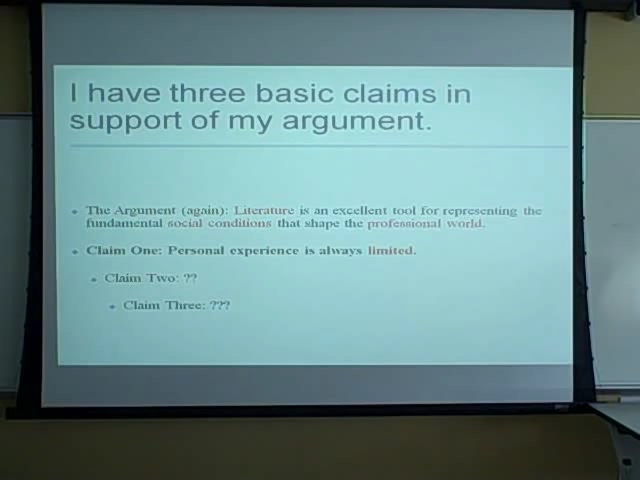 I have three basic claims in
support of my argument.
The Argument (again): Literature is an excellent tool for representing the
fundamental social conditions that shape the professional world.
Claim One: Personal experience is always limited.
Claim Two: ??
Claim Three: ???